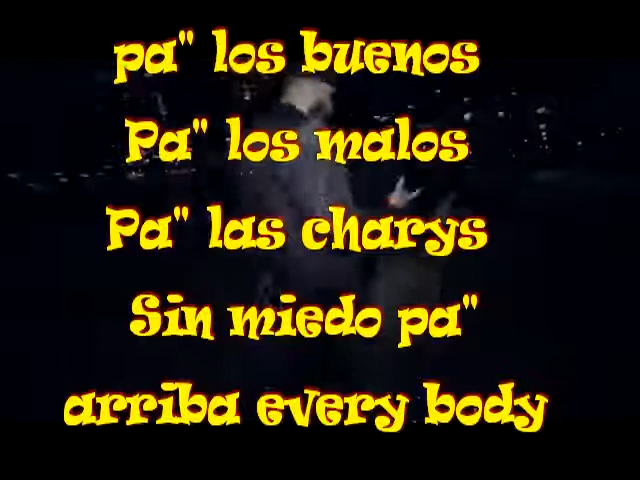 pa" los buenos
Pa" los malos
Pa" las charys
Sin miedo pa"
arriba every body